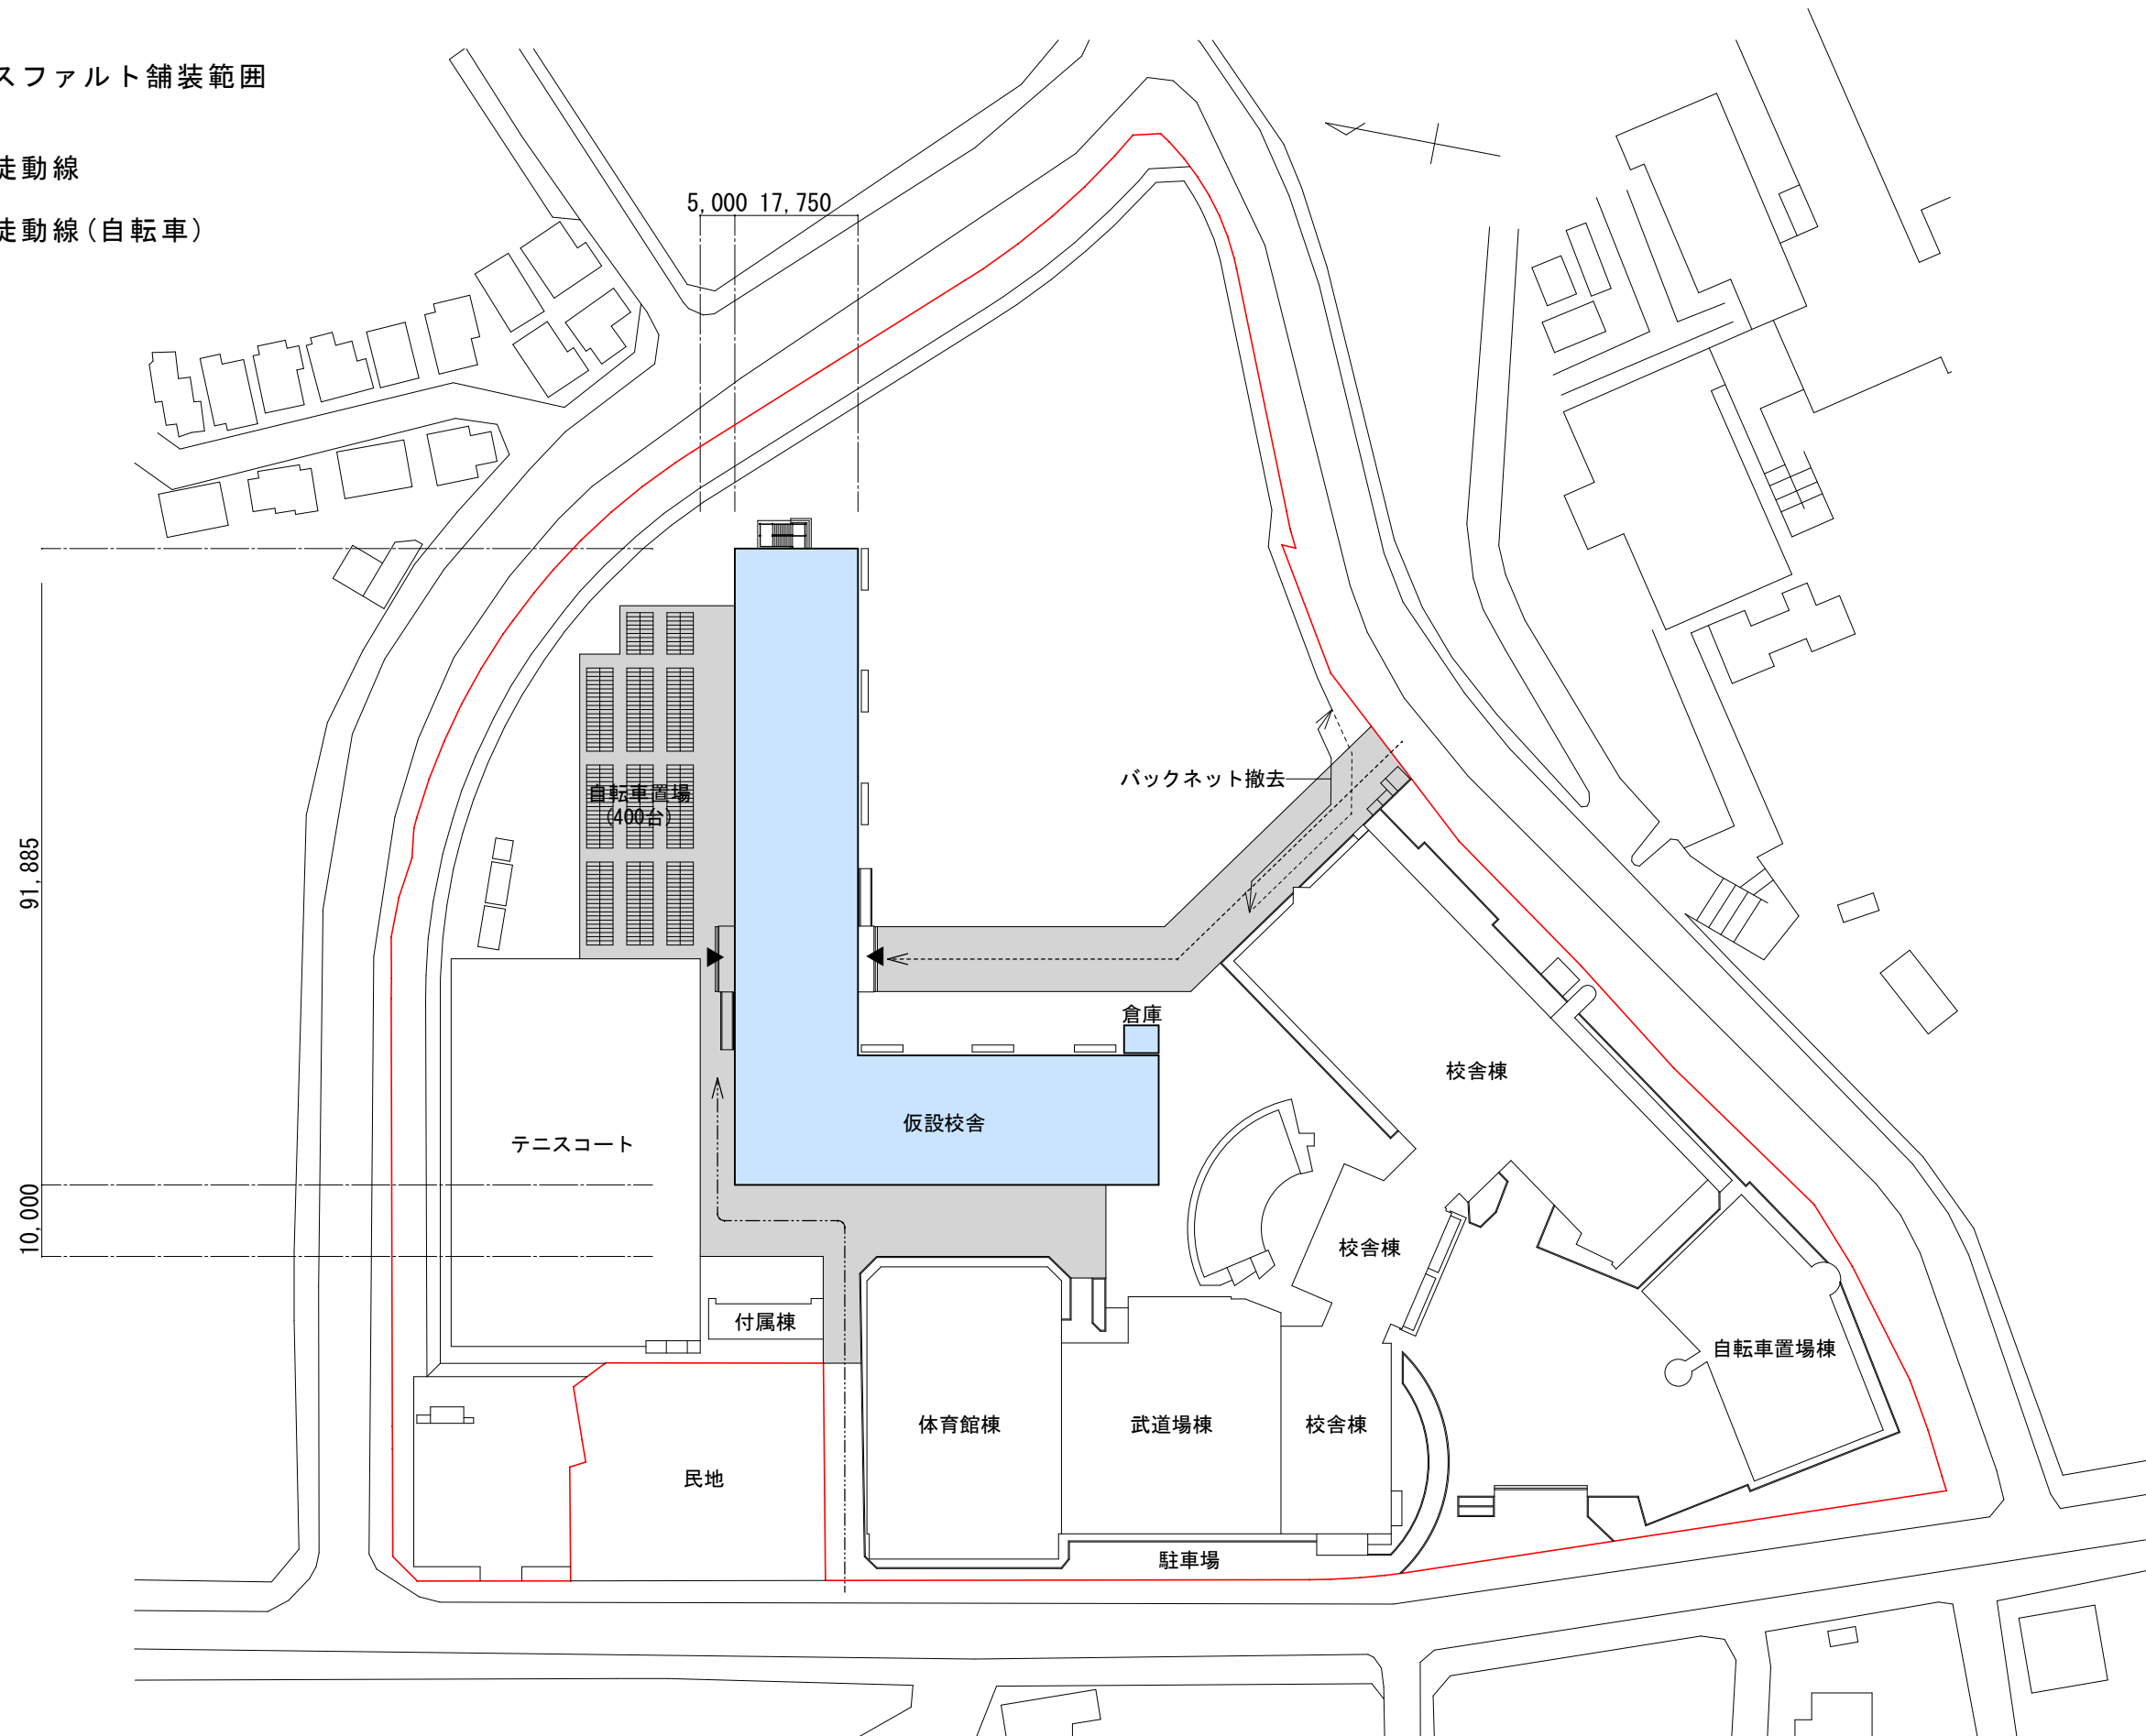 スファルト舗装範囲
徒動線
徒動線(自転車)
5,000 17,750
自転車置場
(400台)
バックネット撤去
91,885
倉庫
校舎棟
仮設校舎
テニスコート
10,000
校舎棟
付属棟
自転車置場棟
体育館棟
武道場棟
校舎棟
民地
駐車場